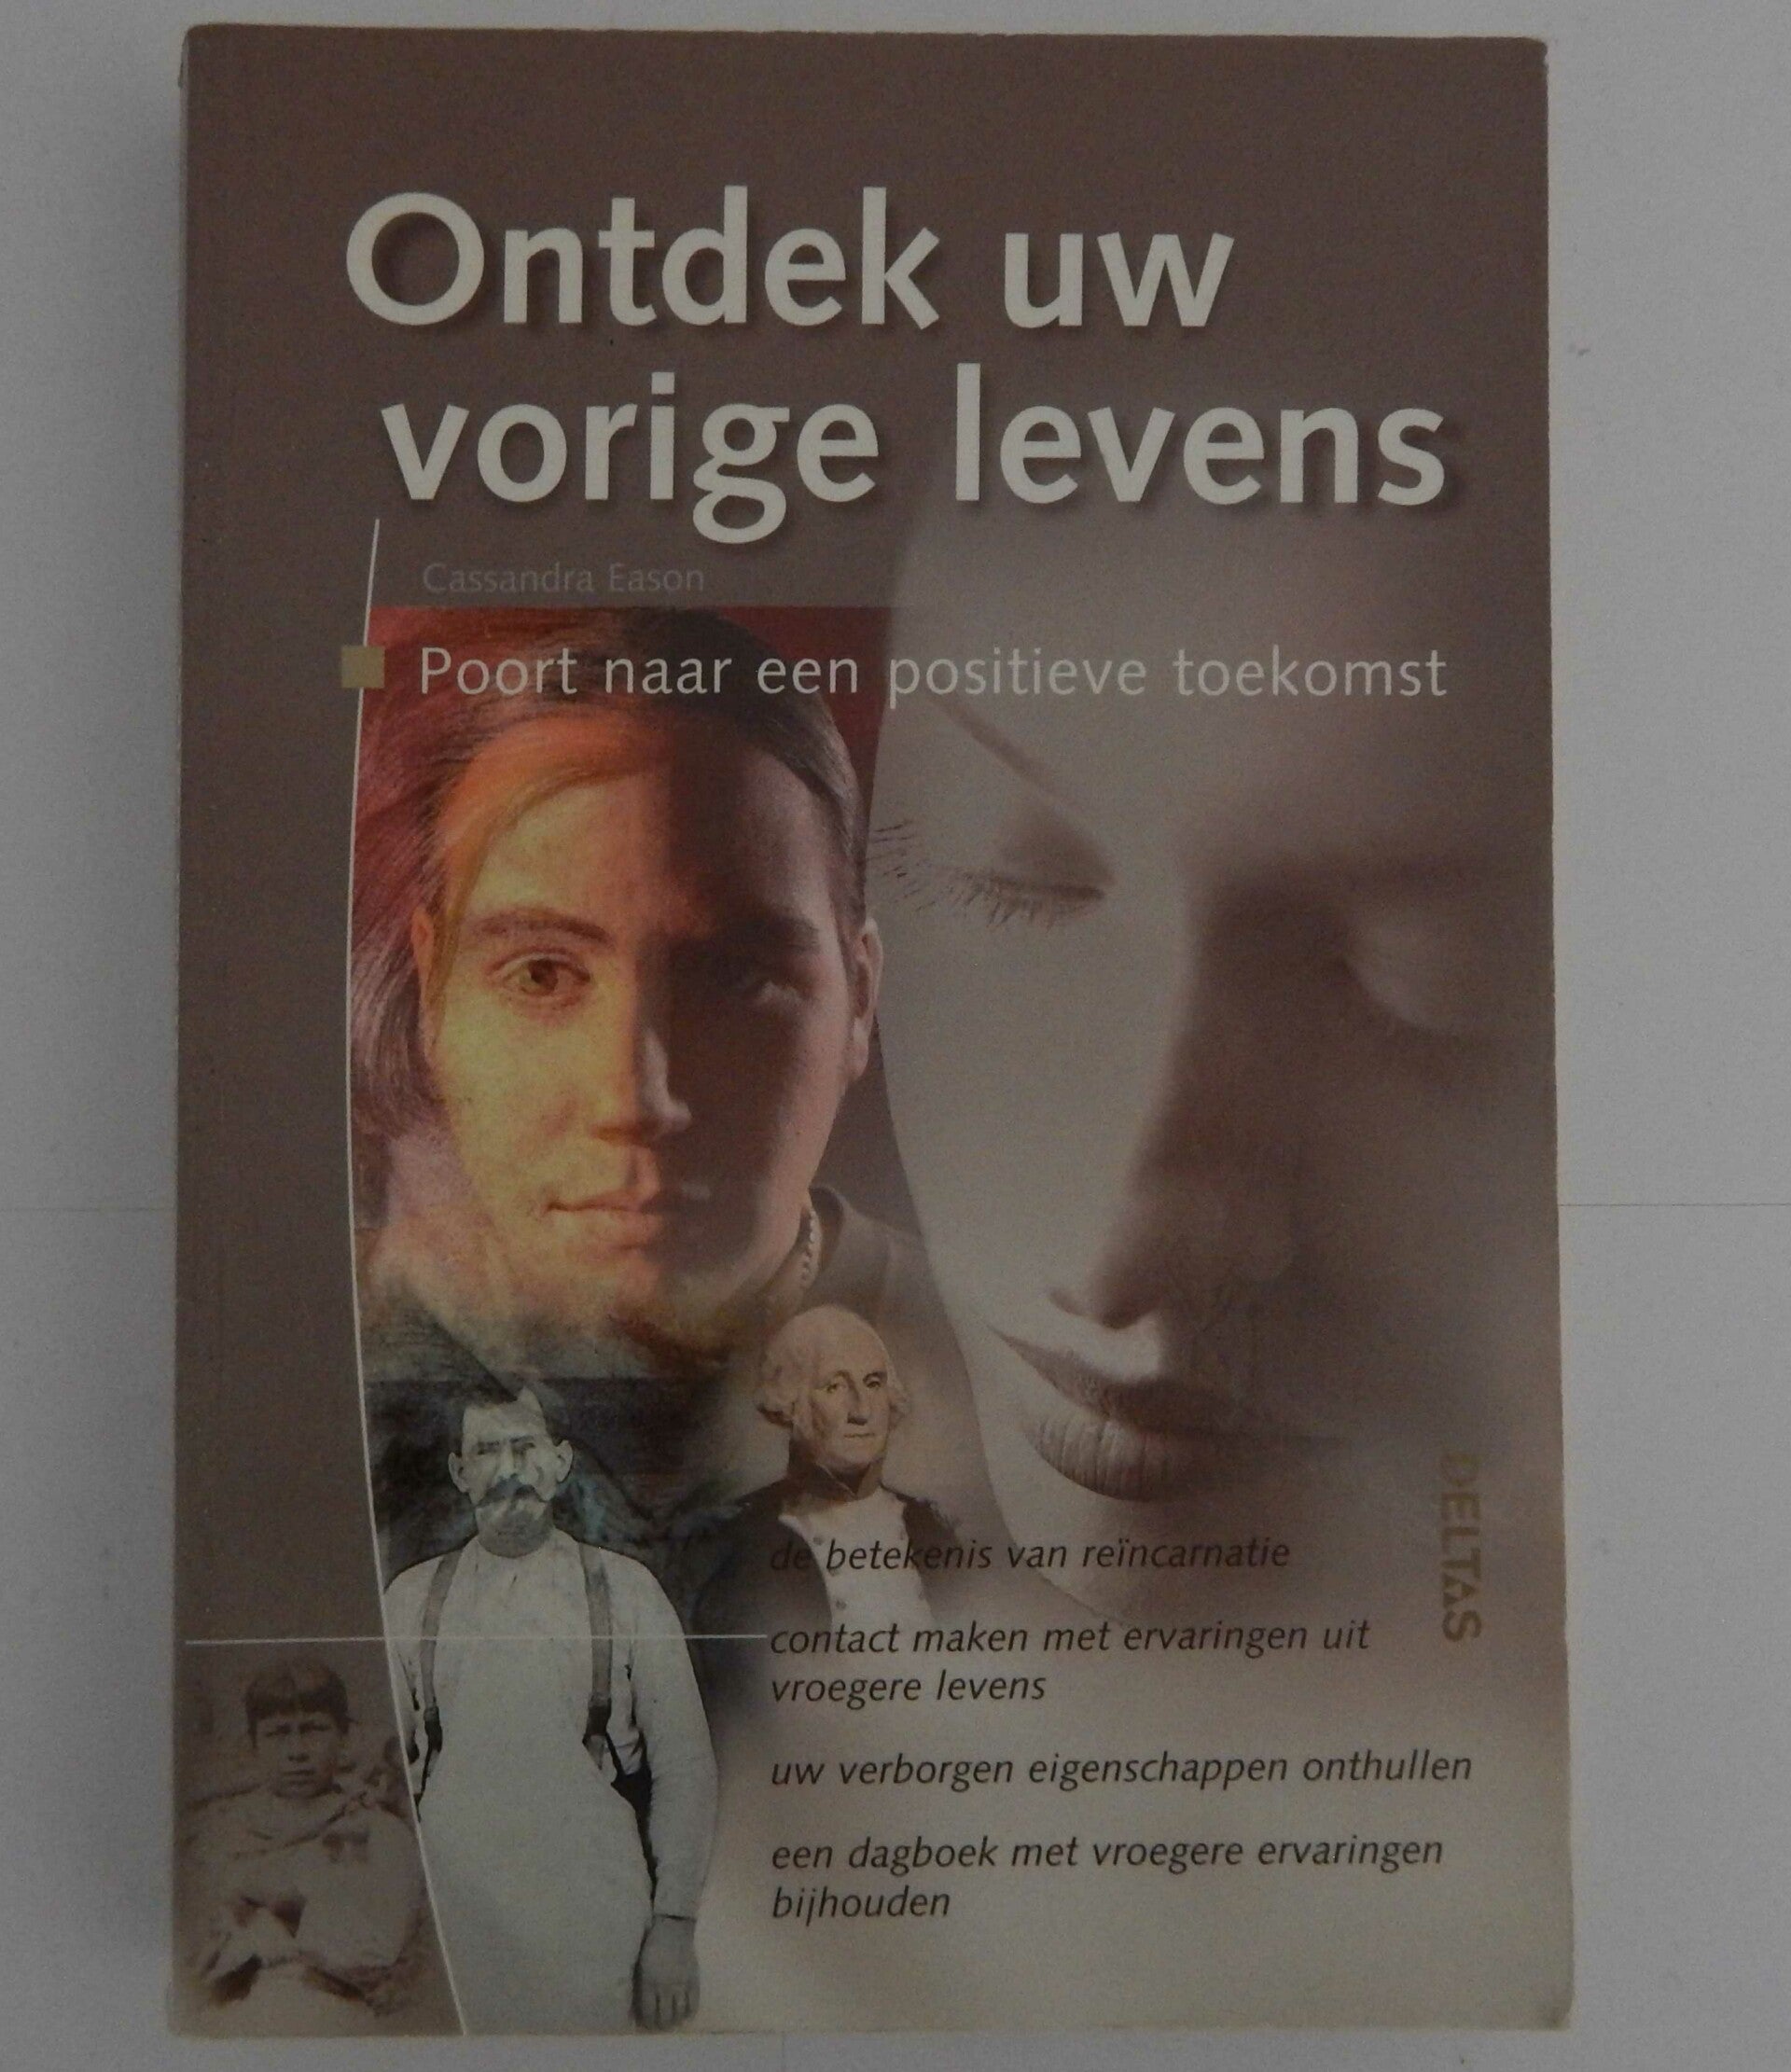 Ontdek uw
vorige levens
Cassandra Eason
Poort naar een positieve toekomst
de betekenis van reïncarnatie
contact maken met ervaringen uit
vroegere levens
uw verborgen eigenschappen onthullen
een dagboek met vroegere ervaringen
bijhouden
DELTAS